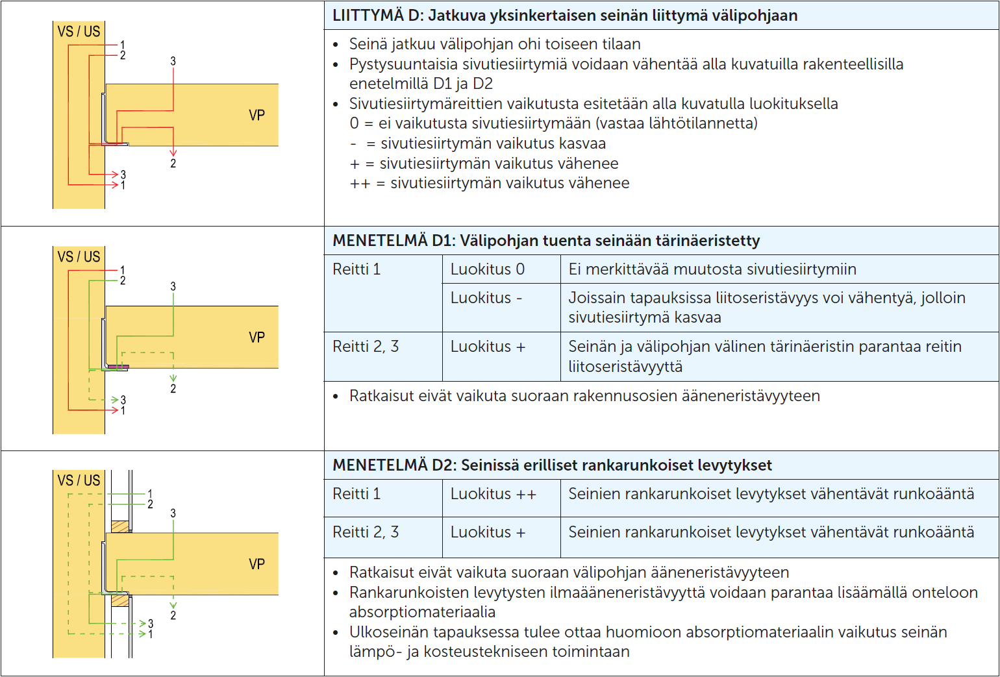 LIITTYMÄ D: Jatkuva yksinkertaisen seinän liittymä välipohjaan
VS / US
1
2
3
VP
2
3
1
• Seinä jatkuu välipohjan ohi toiseen tilaan
• Pystysuuntaisia sivutiesiirtymiä voidaan vähentää alla kuvatuilla rakenteellisilla
enetelmillä D1 ja D2
• Sivutiesiirtymäreittien vaikutusta esitetään alla kuvatulla luokituksella
0 = ei vaikutusta sivutiesiirtymään (vastaa lähtötilannetta)
- = sivutiesiirtymän vaikutus kasvaa
+ = sivutiesiirtymän vaikutus vähenee
++ = sivutiesiirtymän vaikutus vähenee
MENETELMÄ D1: Välipohjan tuenta seinään tärinäeristetty
VS / US
1
2
3
VP
2
3
1
Reitti 1 Luokitus 0 Ei merkittävää muutosta sivutiesiirtymiin
Luokitus - Joissain tapauksissa liitoseristävyys voi vähentyä, jolloin
sivutiesiirtymä kasvaa
Reitti 2, 3 Luokitus + Seinän ja välipohjan välinen tärinäeristin parantaa reitin
liitoseristävyyttä
• Ratkaisut eivät vaikuta suoraan rakennusosien ääneneristävyyteen
MENETELMÄ D2: Seinissä erilliset rankarunkoiset levytykset
VS / US
1
2
3
VP
2
3
1
Reitti 1 Luokitus ++ Seinien rankarunkoiset levytykset vähentävät runkoääntä
Reitti 2, 3 Luokitus + Seinien rankarunkoiset levytykset vähentävät runkoääntä
• Ratkaisut eivät vaikuta suoraan välipohjan ääneneristävyyteen
• Rankarunkoisten levytysten ilmaääneneristävyyttä voidaan parantaa lisäämällä onteloon
absorptiomateriaalia
• Ulkoseinän tapauksessa tulee ottaa huomioon absorptiomateriaalin vaikutus seinän
lämpö- ja kosteustekniseen toimintaan